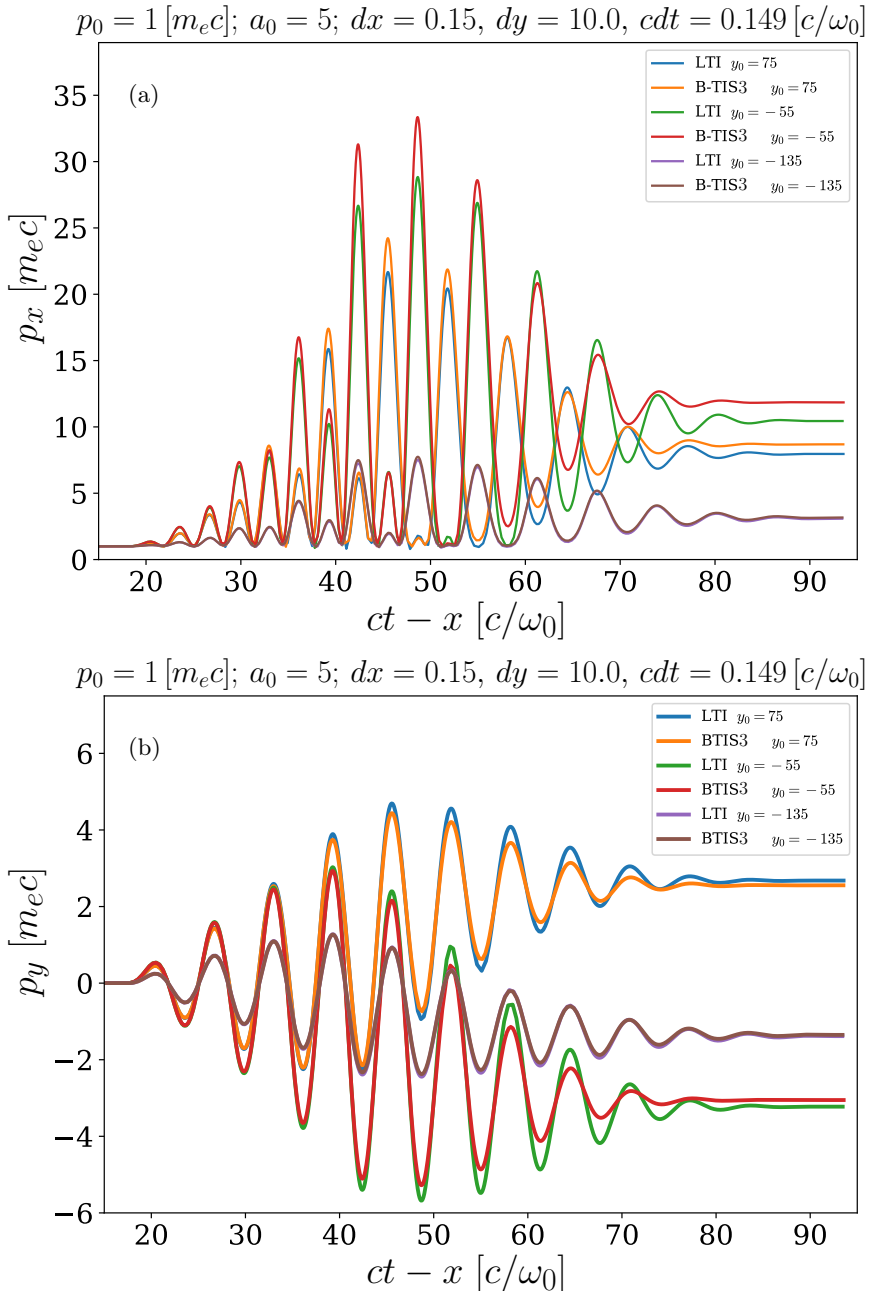 p₀ = 1 [mₑc]; a₀ = 5; dx = 0.15, dy = 10.0, cdt = 0.149 [c/ω₀]
(a)
LTI y₀ = 75
B-TIS3 y₀ = 75
LTI y₀ = −55
B-TIS3 y₀ = −55
LTI y₀ = −135
B-TIS3 y₀ = −135
pₓ [mₑc]
35
30
25
20
15
10
5
0
20 30 40 50 60 70 80 90
ct − x [c/ω₀]
p₀ = 1 [mₑc]; a₀ = 5; dx = 0.15, dy = 10.0, cdt = 0.149 [c/ω₀]
(b)
LTI y₀ = 75
BTIS3 y₀ = 75
LTI y₀ = −55
BTIS3 y₀ = −55
LTI y₀ = −135
BTIS3 y₀ = −135
p_y [mₑc]
6
4
2
0
−2
−4
−6
20 30 40 50 60 70 80 90
ct − x [c/ω₀]